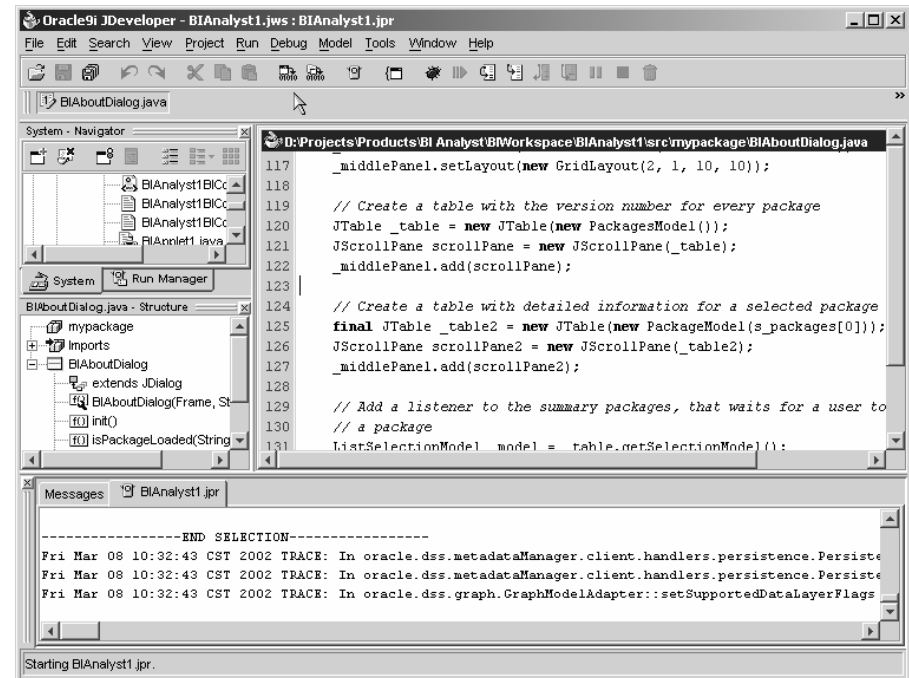 Oracle9i JDeveloper - BIAnalyst1.jws : BIAnalyst1.jpr
File Edit Search View Project Run Debug Model Tools Window Help
BIAboutDialog.java
System - Navigator
BIAnalyst1BICo
BIAnalyst1BICo
BIAnalyst1BICo
BIApplet1.java
System Run Manager
BIAboutDialog.java - Structure
mypackage
Imports
BIAboutDialog
extends JDialog
BIAboutDialog(Frame, St
init()
isPackageLoaded(String
D:\Projects\Products\BI Analyst\BIWorkspace\BIAnalyst1\src\mypackage\BIAboutDialog.java
117 _middlePanel.setLayout(new GridLayout(2, 1, 10, 10));
118
119 // Create a table with the version number for every package
120 JTable _table = new JTable(new PackagesModel());
121 JScrollPane scrollPane = new JScrollPane(_table);
122 _middlePanel.add(scrollPane);
123
124 // Create a table with detailed information for a selected package
125 final JTable _table2 = new JTable(new PackageModel(s_packages[0]));
126 JScrollPane scrollPane2 = new JScrollPane(_table2);
127 _middlePanel.add(scrollPane2);
128
129 // Add a listener to the summary packages, that waits for a user to
130 // a package
131 ListSelectionModel _model = _table.getSelectionModel();
Messages BIAnalyst1.jpr
-----------------END SELECTION-----------------
Fri Mar 08 10:32:43 CST 2002 TRACE: In oracle.dss.metadataManager.client.handlers.persistence.Persiste
Fri Mar 08 10:32:43 CST 2002 TRACE: In oracle.dss.metadataManager.client.handlers.persistence.Persiste
Fri Mar 08 10:32:43 CST 2002 TRACE: In oracle.dss.graph.GraphModelAdapter::setSupportedDataLayerFlags
Starting BIAnalyst1.jpr.